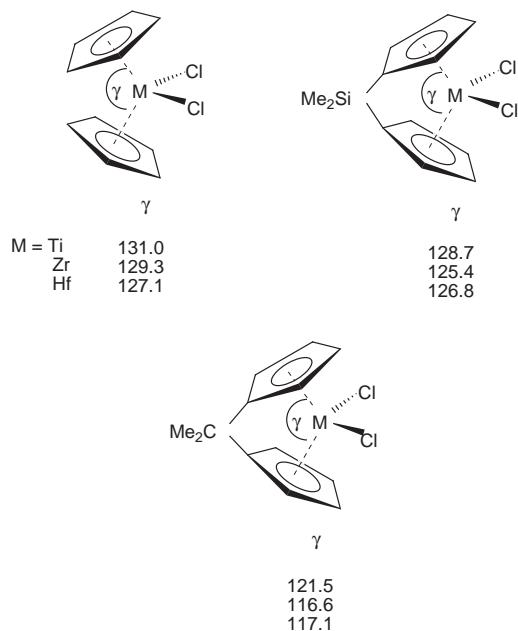 Cl
γ
M
Cl
γ
M = Ti 131.0
Zr 129.3
Hf 127.1
Cl
Me₂Si
γ
M
Cl
γ
128.7
125.4
126.8
Cl
Me₂C
γ
M
Cl
γ
121.5
116.6
117.1